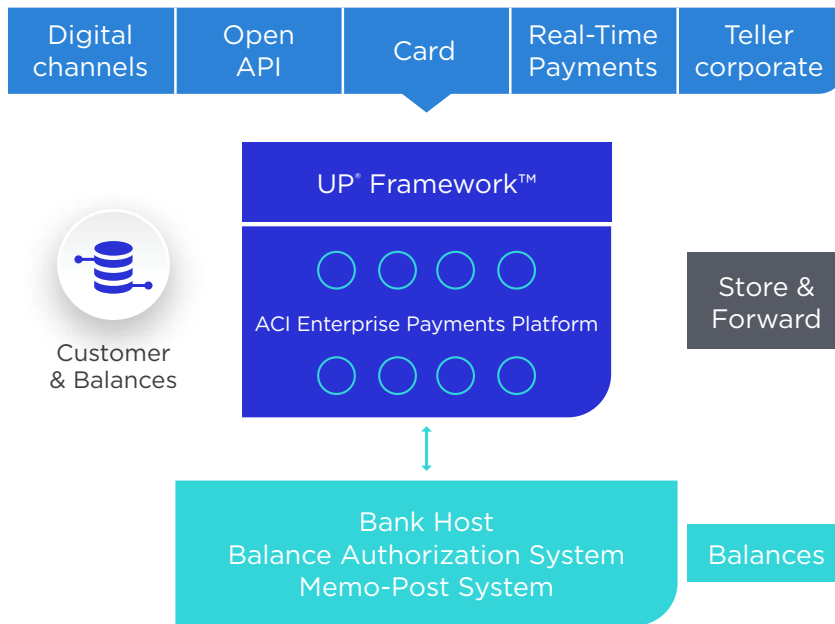 Digital
channels
Open
API
Card
Real-Time
Payments
Teller
corporate
UP® Framework™
Customer
& Balances
ACI Enterprise Payments Platform
Store &
Forward
Bank Host
Balance Authorization System
Memo-Post System
Balances